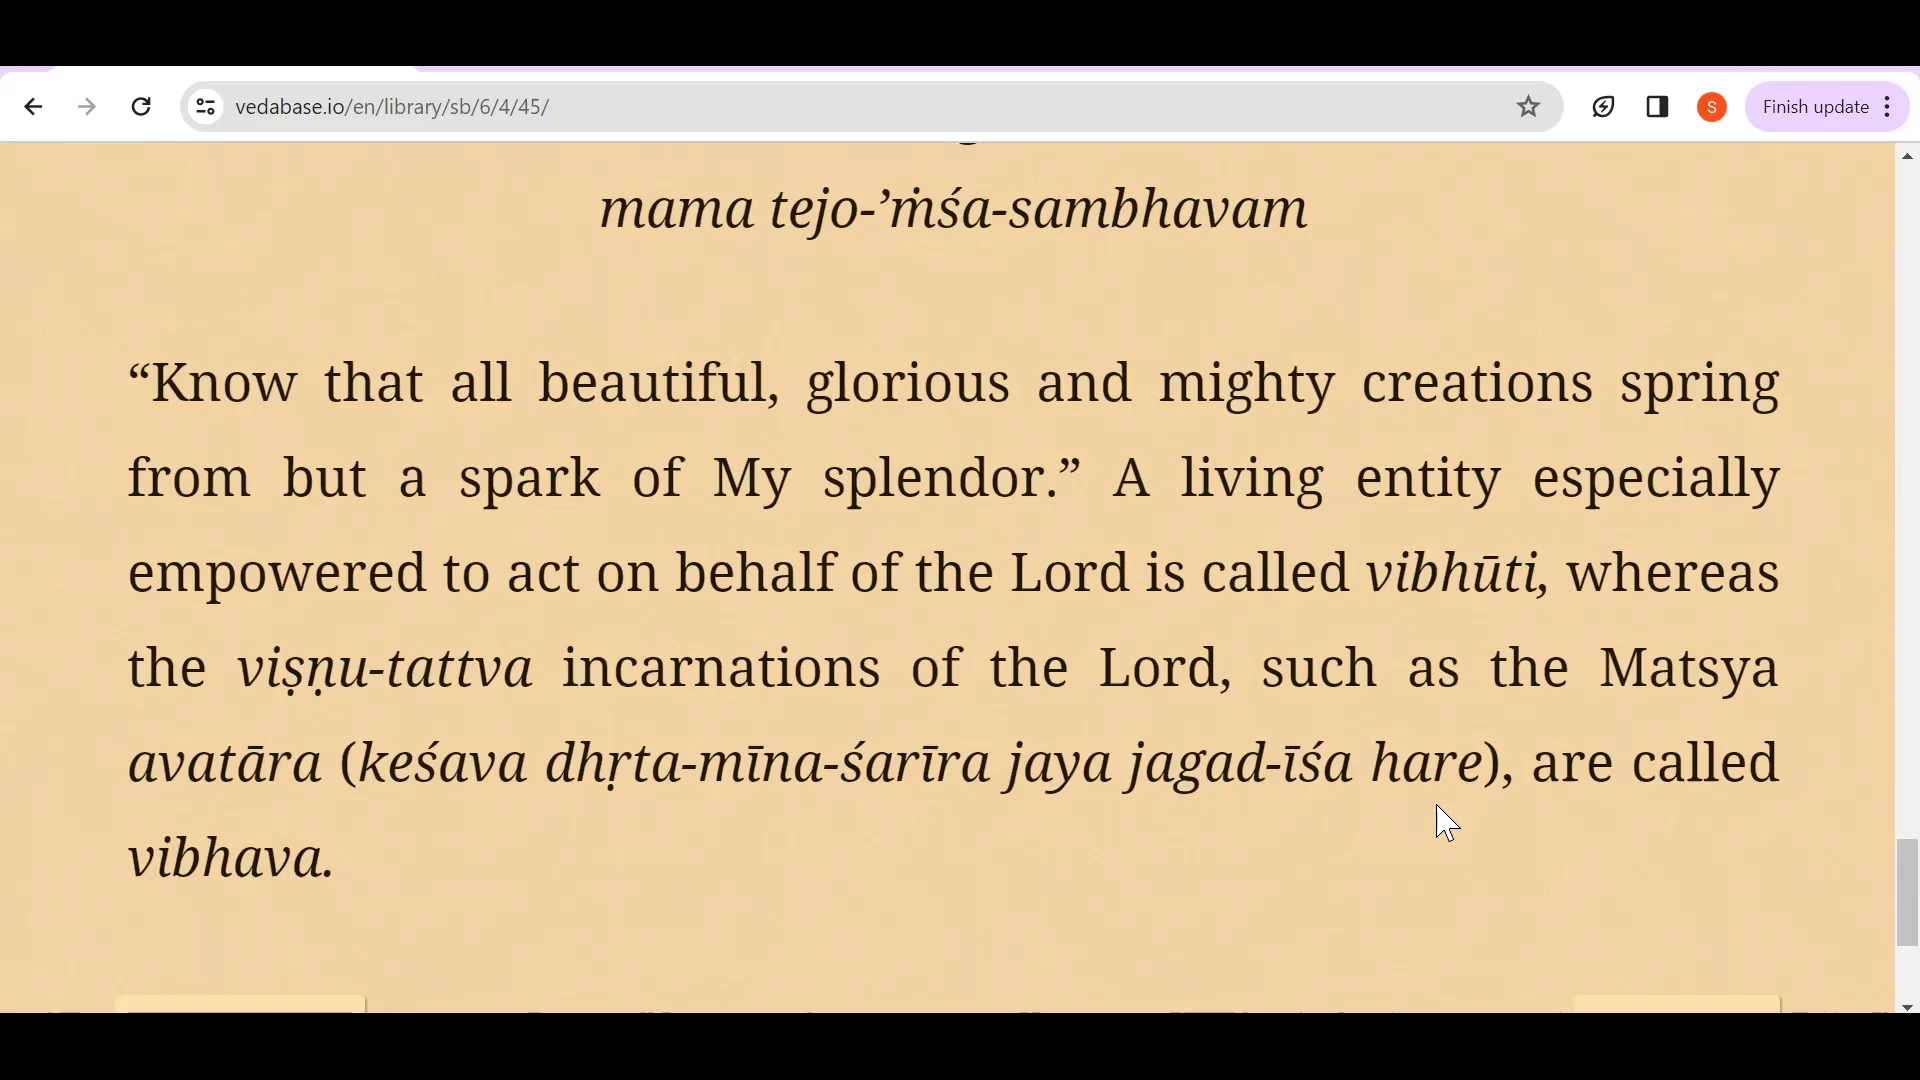 vedabase.io/en/library/sb/6/4/45/
S
Finish update
mama tejo-’ṁśa-sambhavam
“Know that all beautiful, glorious and mighty creations spring
from but a spark of My splendor.” A living entity especially
empowered to act on behalf of the Lord is called vibhūti, whereas
the viṣṇu-tattva incarnations of the Lord, such as the Matsya
avatāra (keśava dhṛta-mīna-śarīra jaya jagad-īśa hare), are called
vibhava.